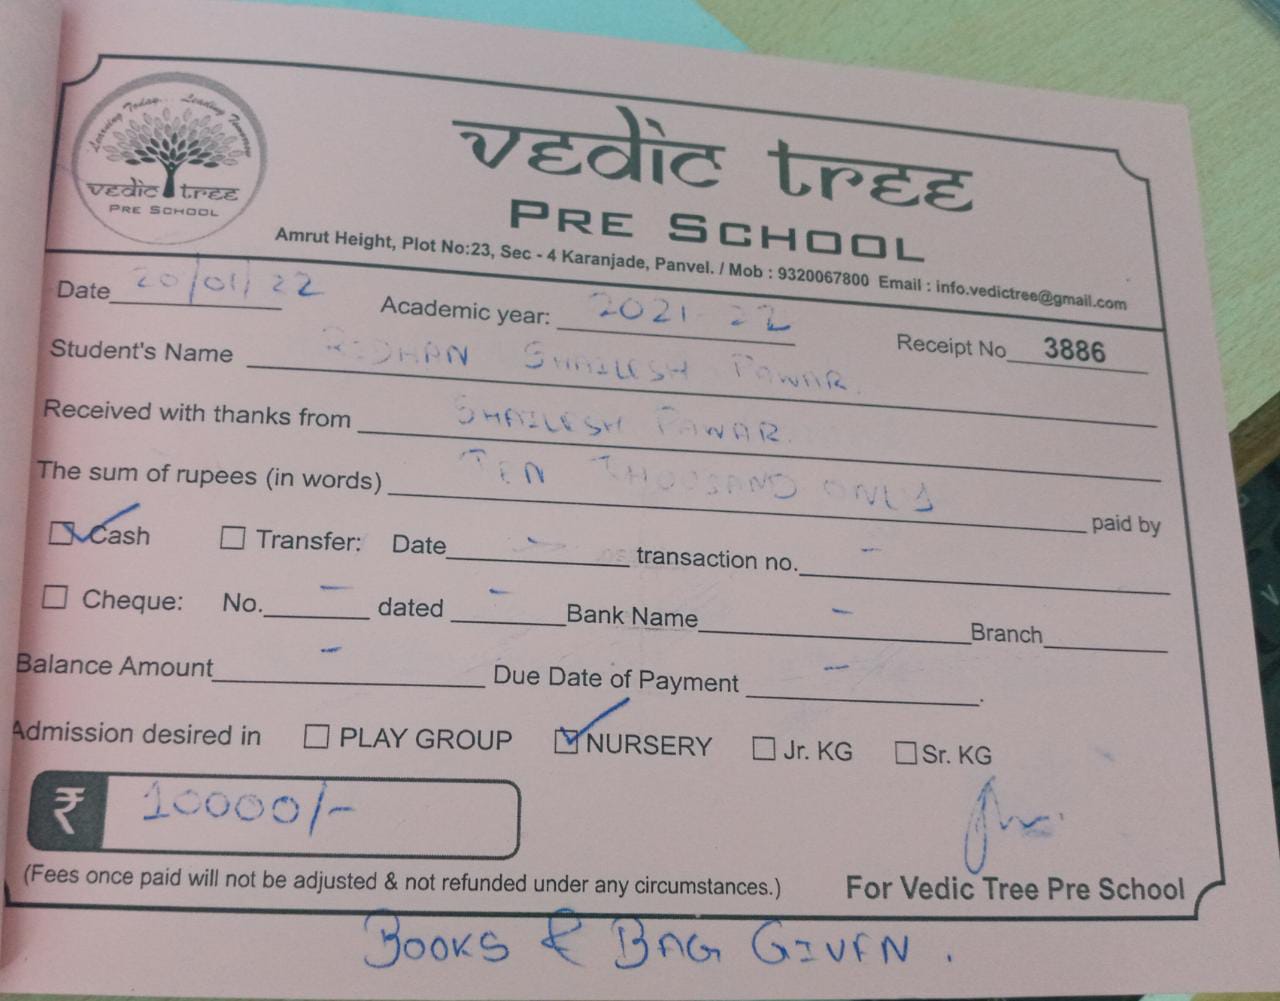 Learning Today... Leading Tomorrow
vedic tree
PRE SCHOOL
vedic tree
PRE SCHOOL
Amrut Height, Plot No:23, Sec - 4 Karanjade, Panvel. / Mob : 9320067800 Email : info.vedictree@gmail.com
Date 20/01/22 Academic year: 2021-22 Receipt No 3886
Student's Name SHAILESH PAWAR
Received with thanks from SHAILESH PAWAR
The sum of rupees (in words) TEN THOUSAND ONLY paid by
Cash Transfer: Date - transaction no. -
Cheque: No. - dated - Bank Name - Branch
Balance Amount - Due Date of Payment -
Admission desired in PLAY GROUP NURSERY Jr. KG Sr. KG
₹ 10000/-
(Fees once paid will not be adjusted & not refunded under any circumstances.) For Vedic Tree Pre School
BOOKS & BAG GIVEN.